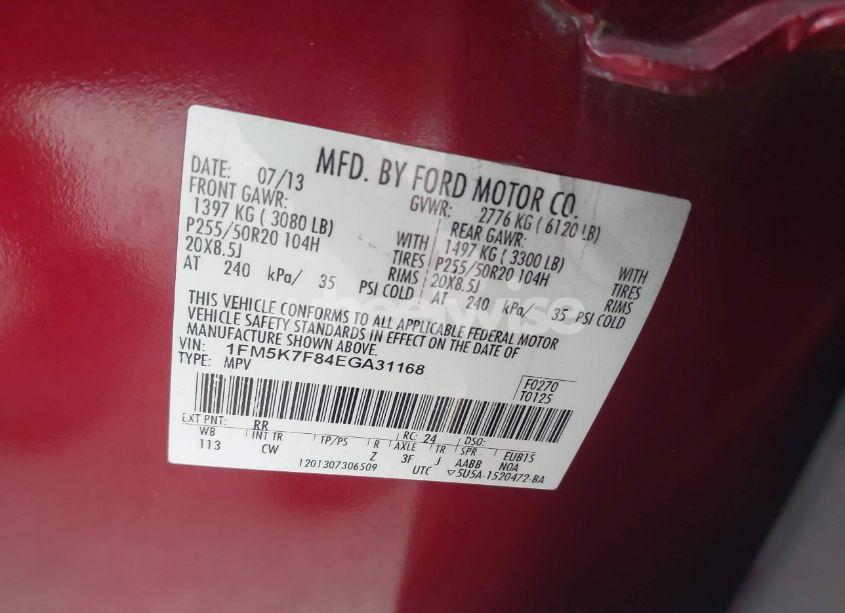 MFD. BY FORD MOTOR CO.
DATE: 07/13 GVWR: 2776 KG ( 6120 LB)
FRONT GAWR: REAR GAWR:
1397 KG ( 3080 LB) WITH 1497 KG ( 3300 LB) WITH
P255/50R20 104H TIRES P255/50R20 104H TIRES
20X8.5J RIMS 20X8.5J RIMS
AT 240 kPa/ 35 PSI COLD AT 240 kPa/ 35 PSI COLD
THIS VEHICLE CONFORMS TO ALL APPLICABLE FEDERAL MOTOR
VEHICLE SAFETY STANDARDS IN EFFECT ON THE DATE OF
MANUFACTURE SHOWN ABOVE.
VIN: 1FM5K7F84EGA31168
TYPE: MPV
F0270
T0125
EXT PNT: RR RC: 24 DSO:
WB INT TR TP/PS R AXLE TR SPR EUB15
113 CW Z 3F J AABB NOA
1201307306509 UTC ▽5U5A-1520472-BA